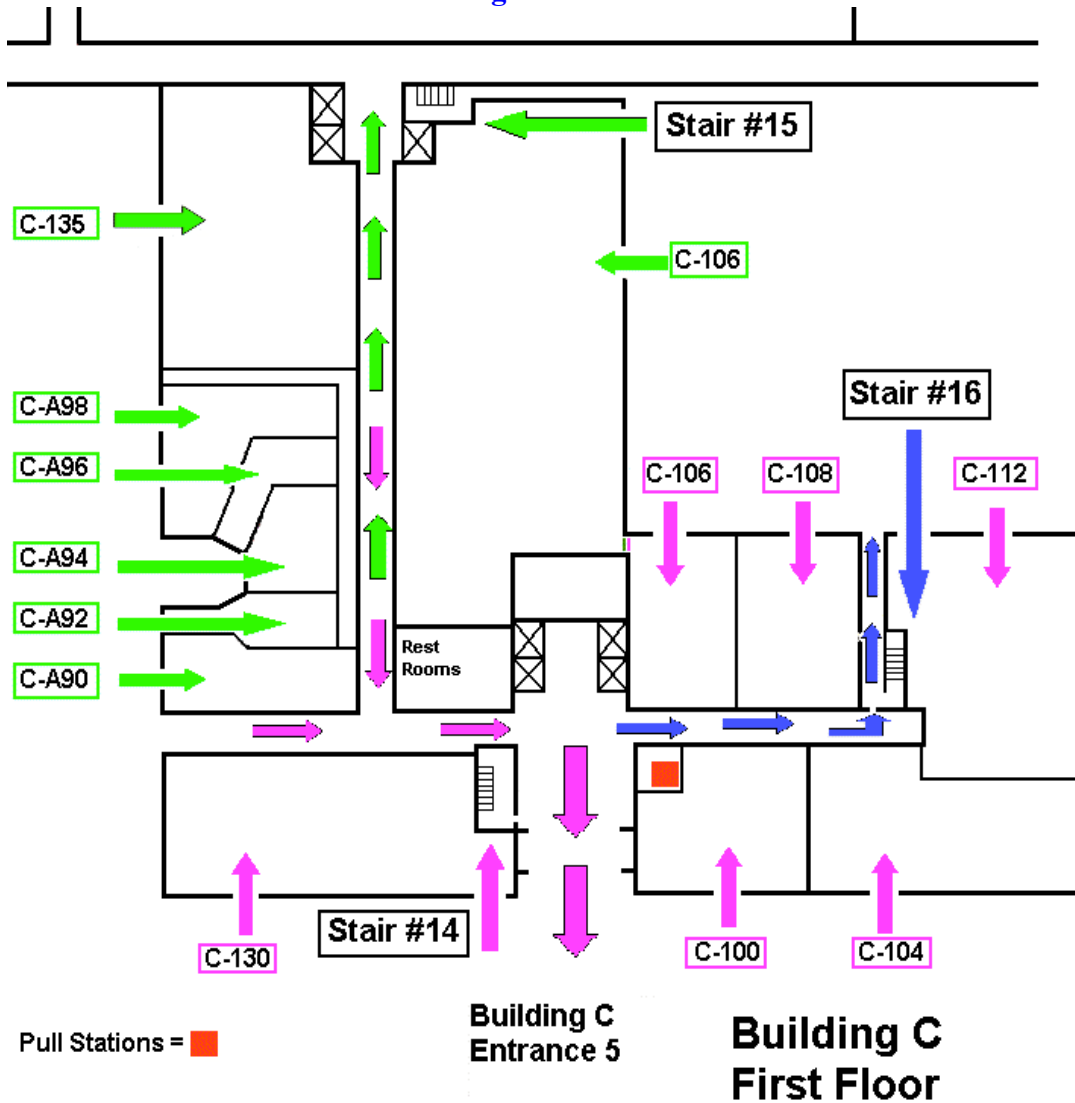 g
Stair #15
C-135
C-106
C-A98
Stair #16
C-A96
C-106
C-108
C-112
C-A94
C-A92
C-A90
Rest
Rooms
Stair #14
C-130
C-100
C-104
Pull Stations =
Building C
Entrance 5
Building C
First Floor